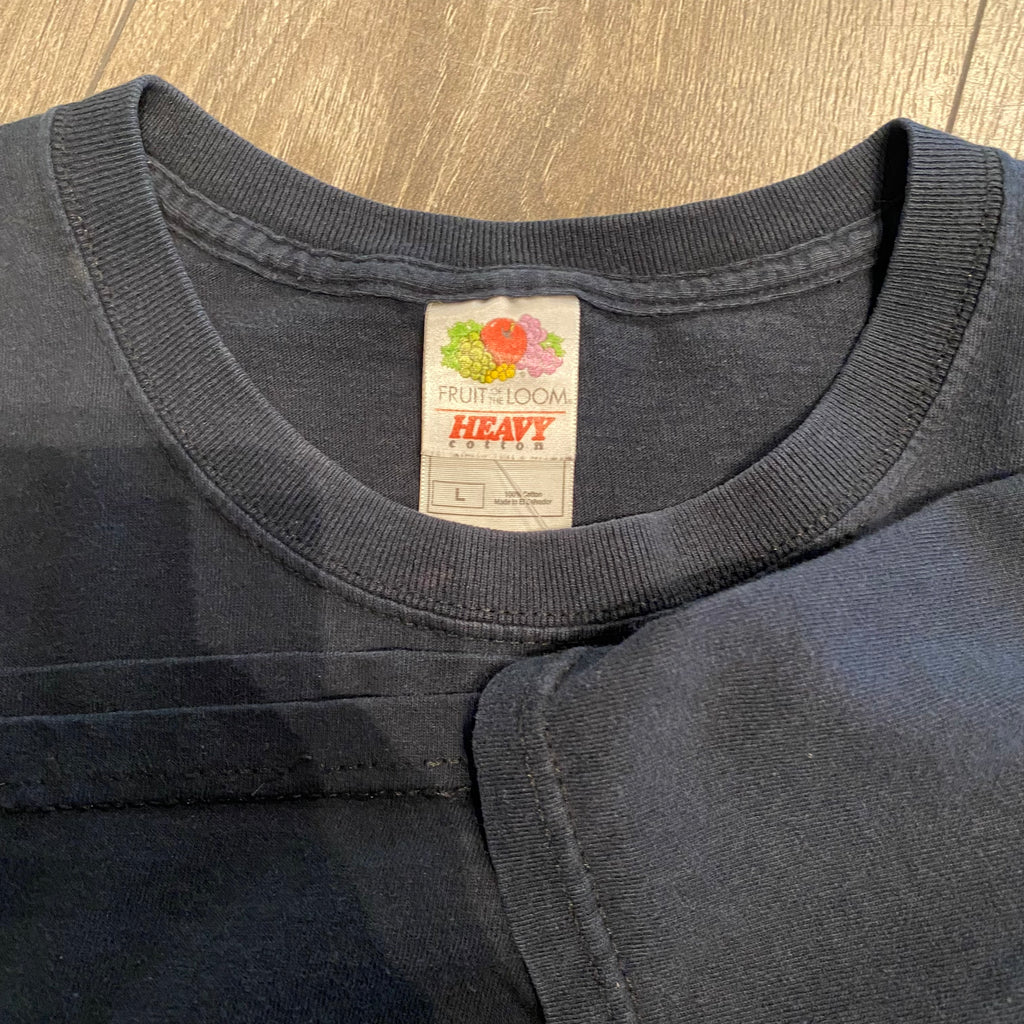 FRUIT OF THE LOOM
HEAVY
cotton
L
100% Cotton
Made in El Salvador